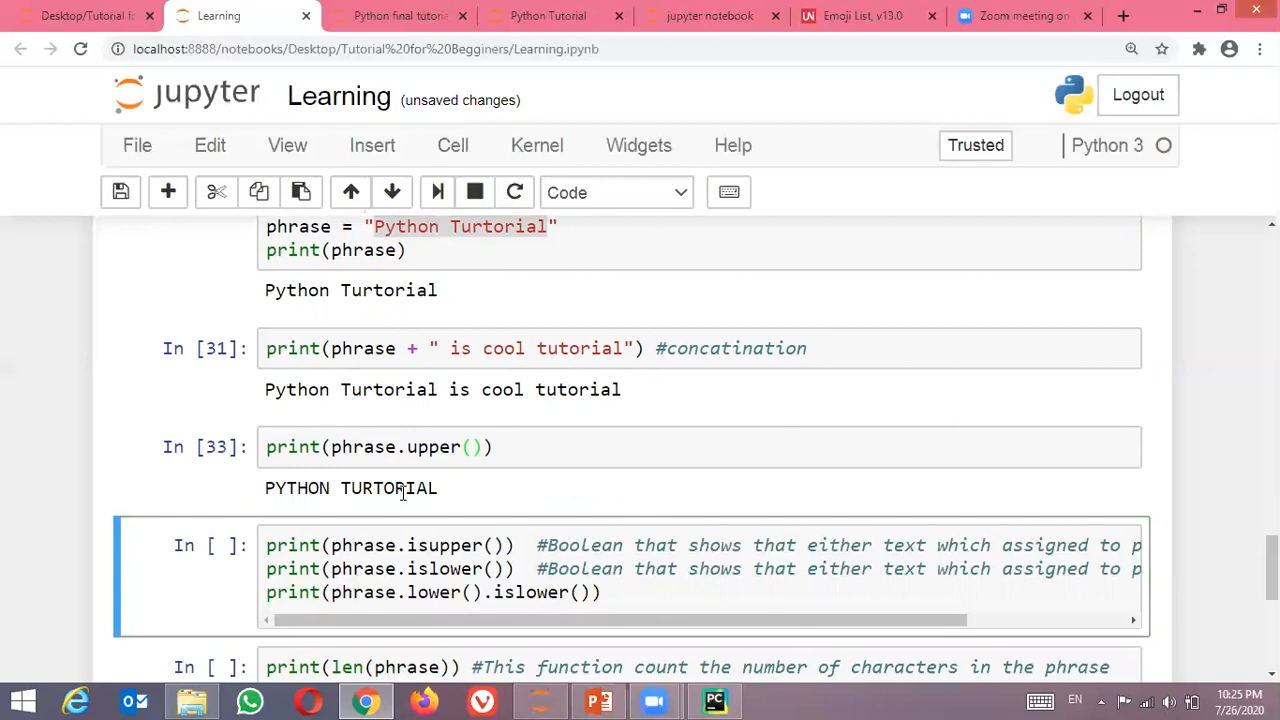 Desktop/Tutorial f
Learning
Python final tutoria
Python Tutorial
jupyter notebook
UN
Emoji List, v13.0
Zoom meeting on
localhost:8888/notebooks/Desktop/Tutorial%20for%20Begginers/Learning.ipynb
jupyter
Learning
(unsaved changes)
Logout
File
Edit
View
Insert
Cell
Kernel
Widgets
Help
Trusted
Python 3
Code
phrase = "Python Turtorial"
print(phrase)
Python Turtorial
In [31]: print(phrase + " is cool tutorial") #concatination
Python Turtorial is cool tutorial
In [33]: print(phrase.upper())
PYTHON TURTORIAL
In [ ]: print(phrase.isupper()) #Boolean that shows that either text which assigned to p
print(phrase.islower()) #Boolean that shows that either text which assigned to p
print(phrase.lower().islower())
In [ ]: print(len(phrase)) #This function count the number of characters in the phrase
PC
EN
10:25 PM
7/26/2020